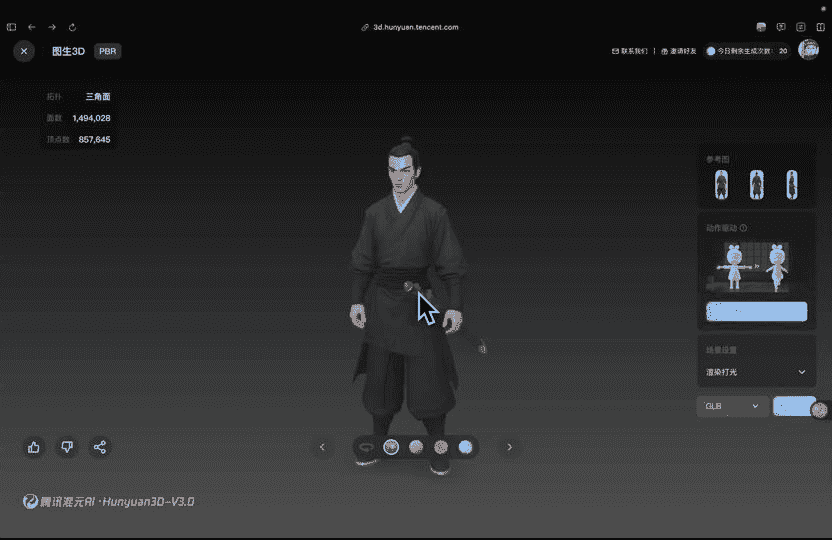 3d.hunyuan.tencent.com
图生3D PBR
联系我们 | 邀请好友 今日剩余生成次数： 20
拓扑 三角面
面数 1,494,028
顶点数 857,645
参考图
动作驱动
场景设置
渲染打光
GLB
腾讯混元AI · Hunyuan3D-V3.0